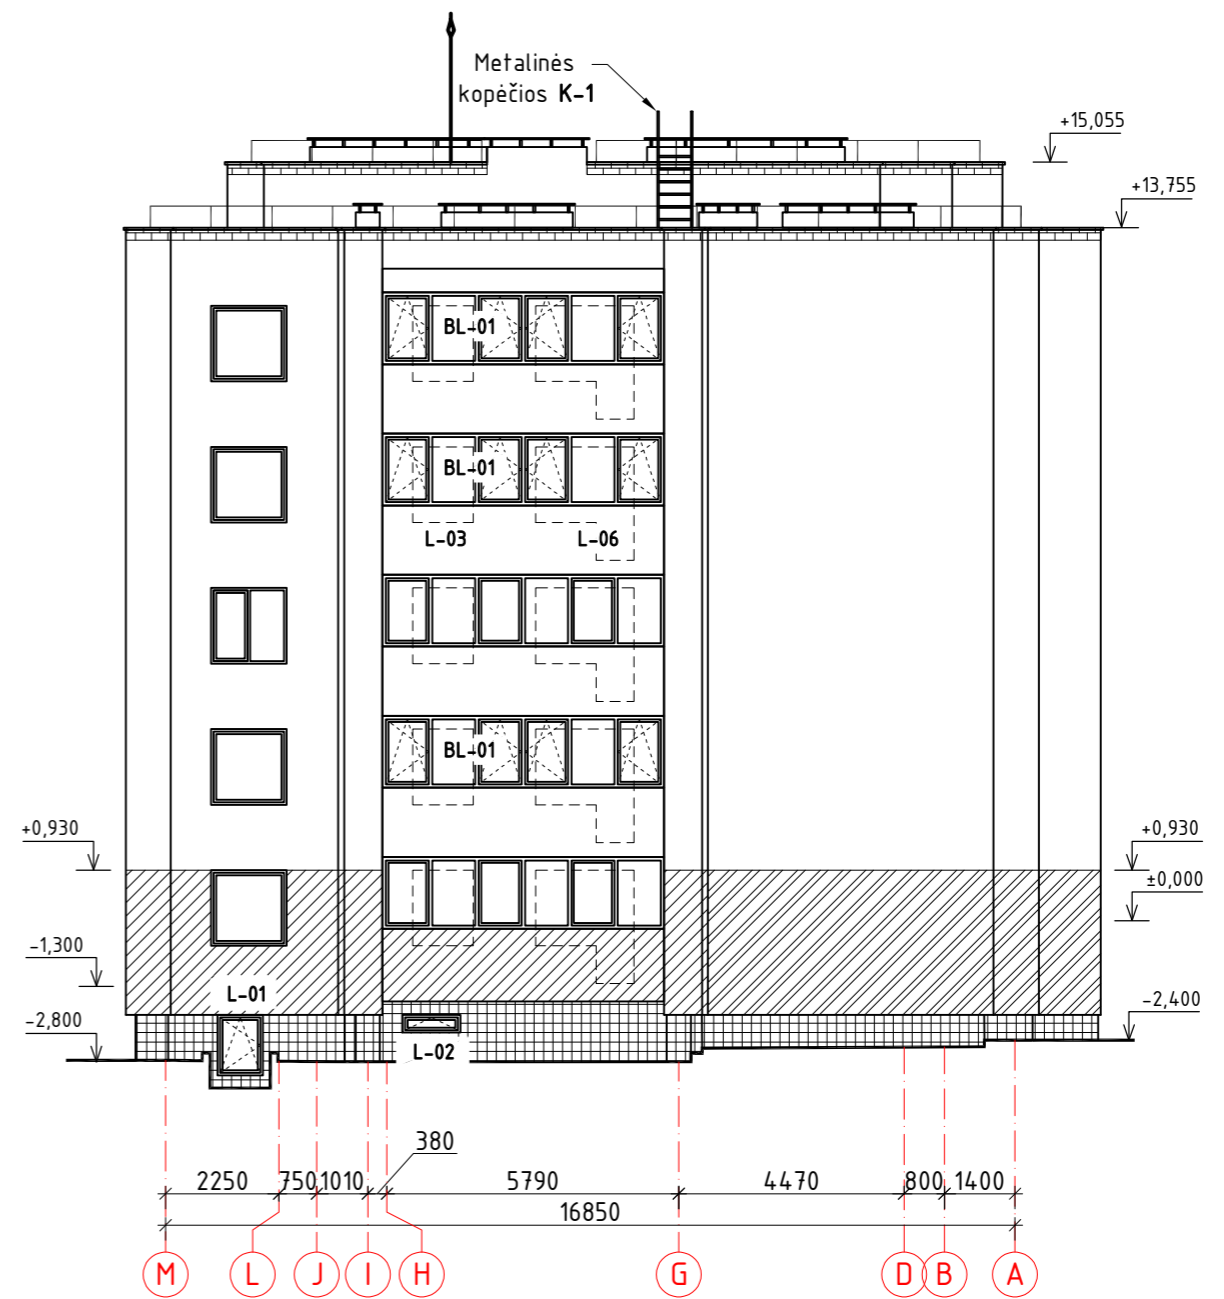 Metalinės
kopėčios K-1
+15,055
+13,755
BL-01
BL-01
L-03 L-06
BL-01
+0,930 +0,930
±0,000
-1,300
L-01
-2,400
-2,800
L-02
380
2250 750 1010 5790 4470 800 1400
16850
M L J I H G D B A